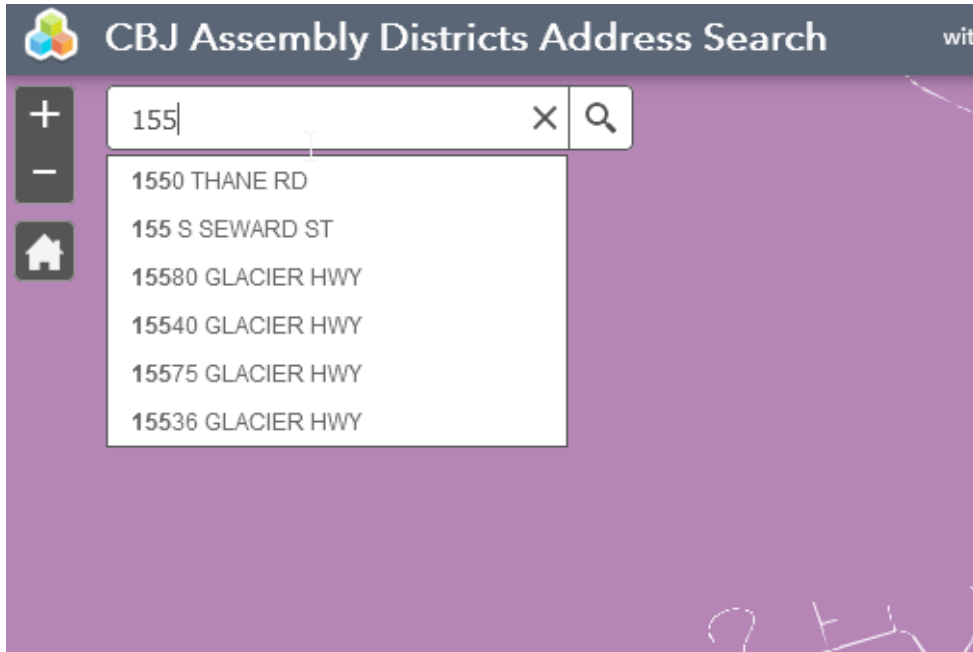 CBJ Assembly Districts Address Search
wit
155
1550 THANE RD
155 S SEWARD ST
15580 GLACIER HWY
15540 GLACIER HWY
15575 GLACIER HWY
15536 GLACIER HWY